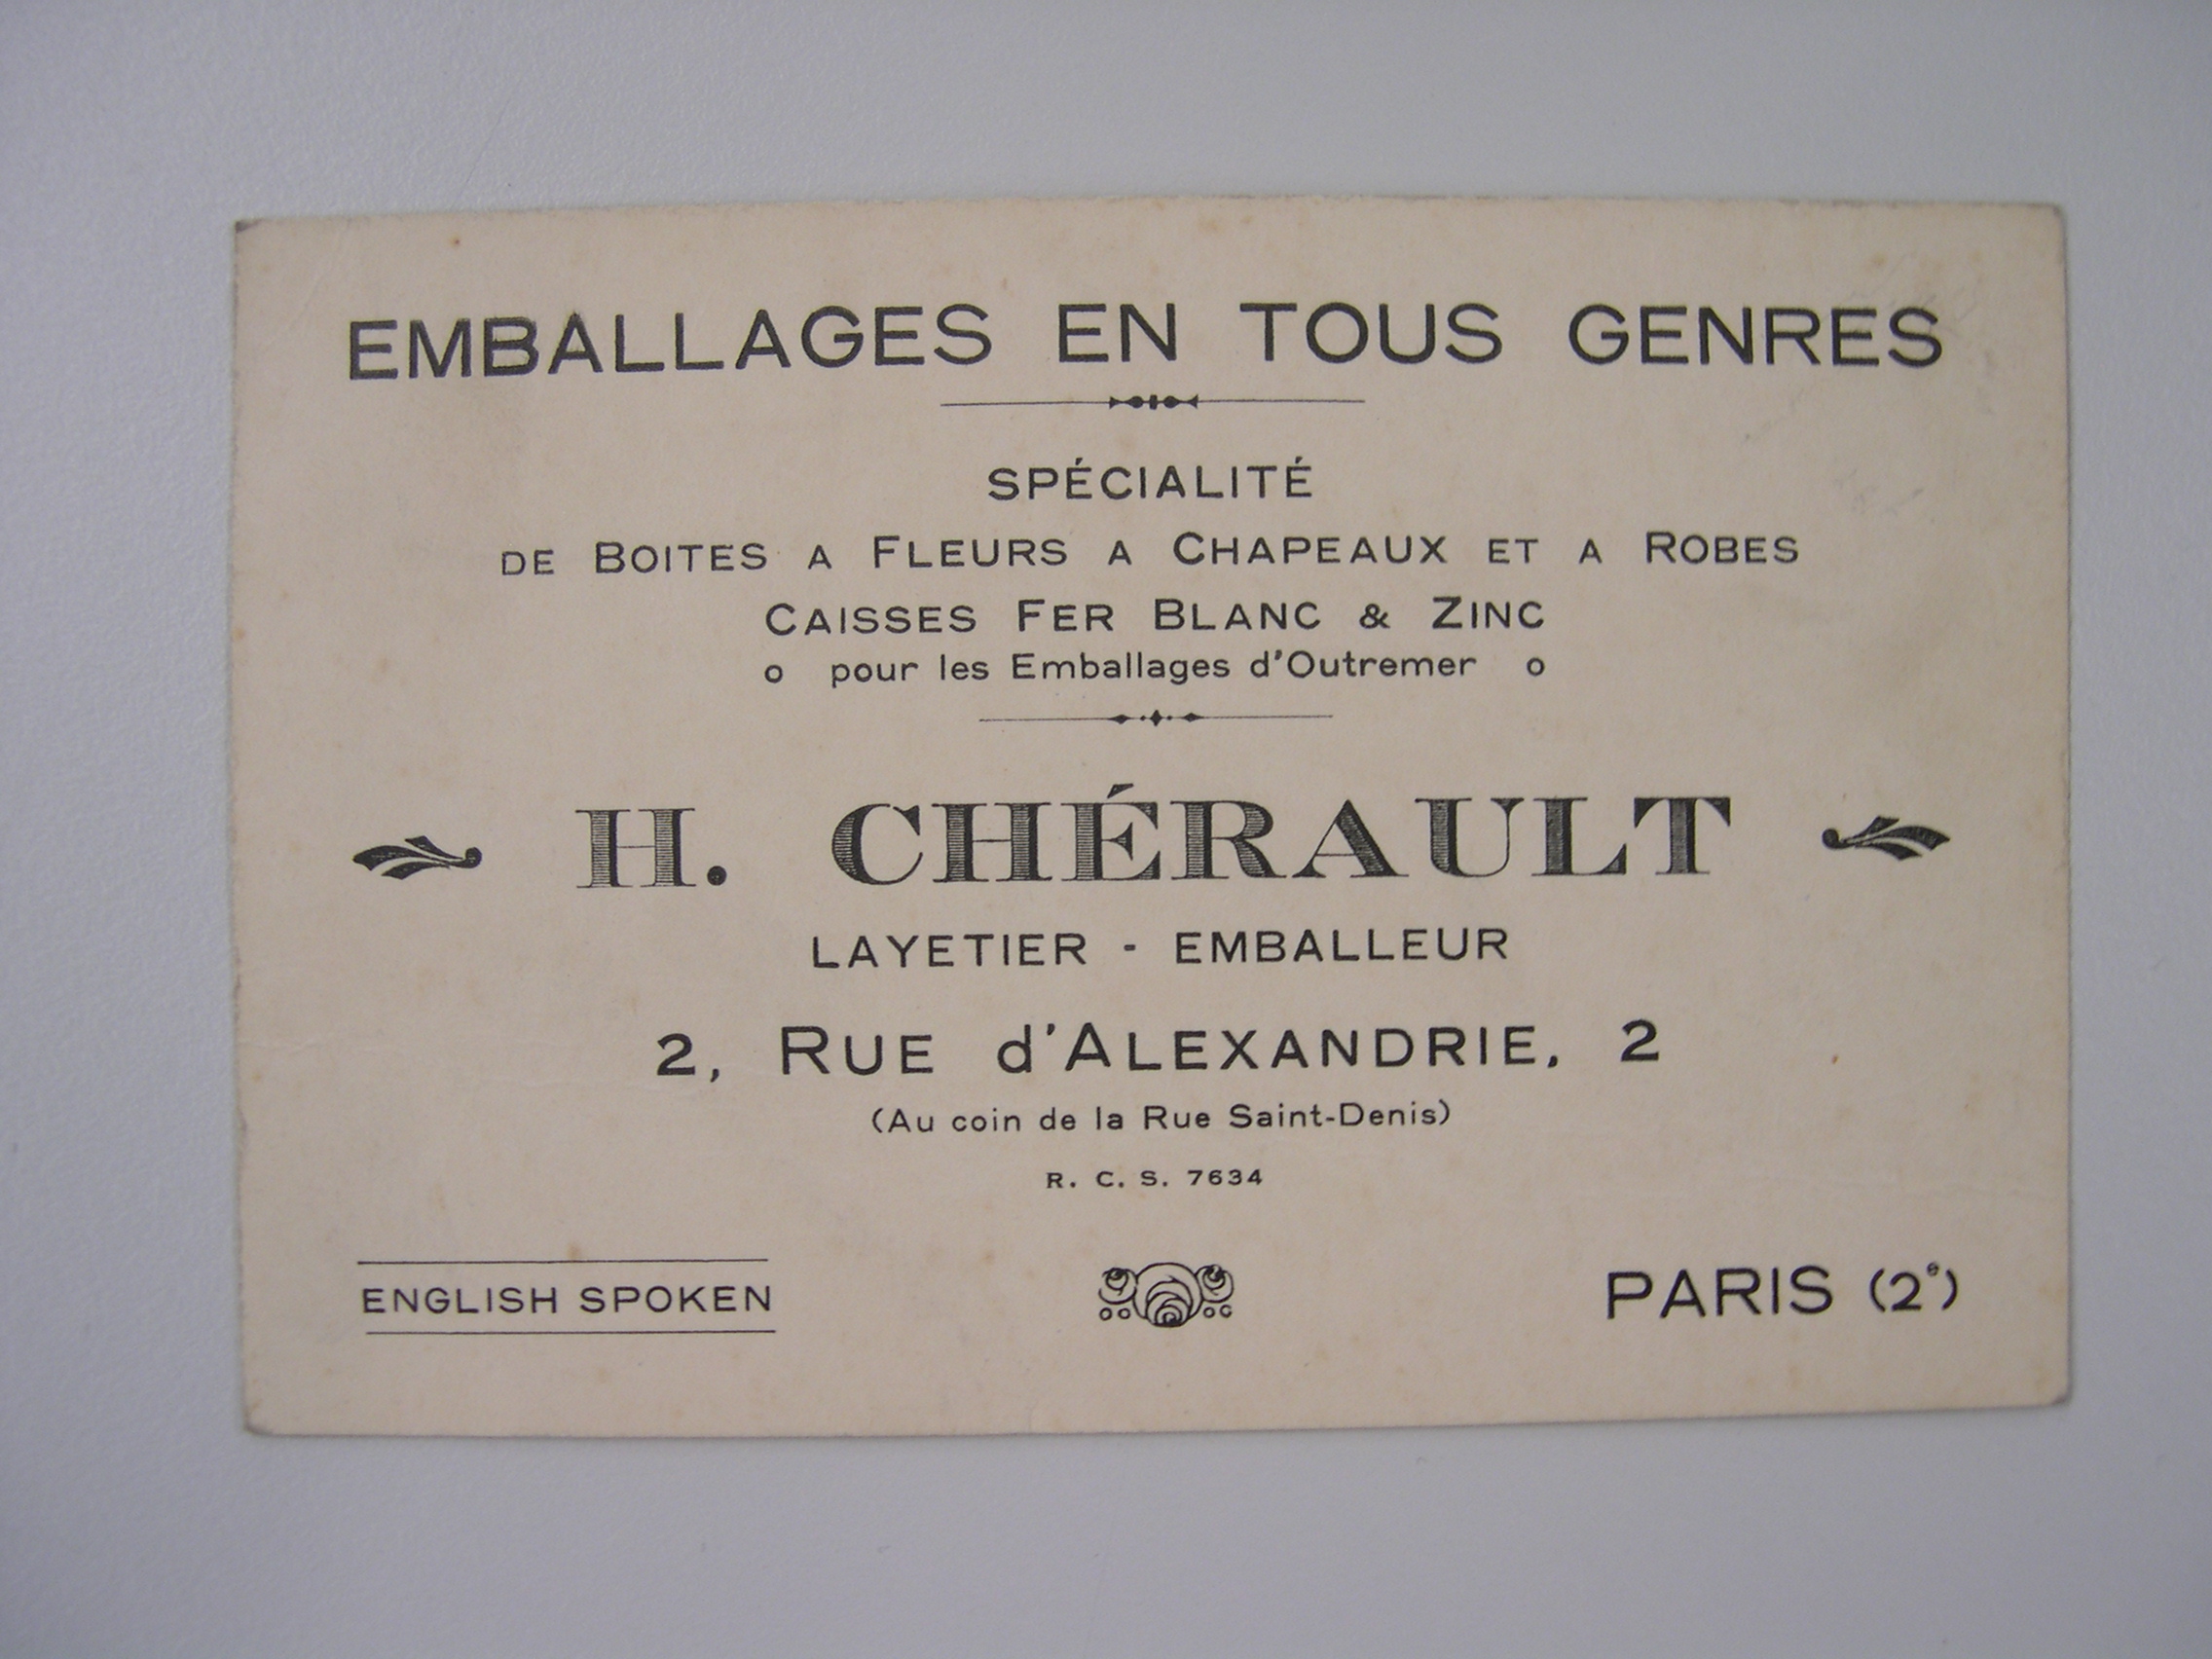 EMBALLAGES EN TOUS GENRES
SPÉCIALITÉ
DE BOITES A FLEURS A CHAPEAUX ET A ROBES
CAISSES FER BLANC & ZINC
o pour les Emballages d'Outremer o
H. CHÉRAULT
LAYETIER - EMBALLEUR
2, RUE d'ALEXANDRIE, 2
(Au coin de la Rue Saint-Denis)
R. C. S. 7634
ENGLISH SPOKEN
PARIS (2e)